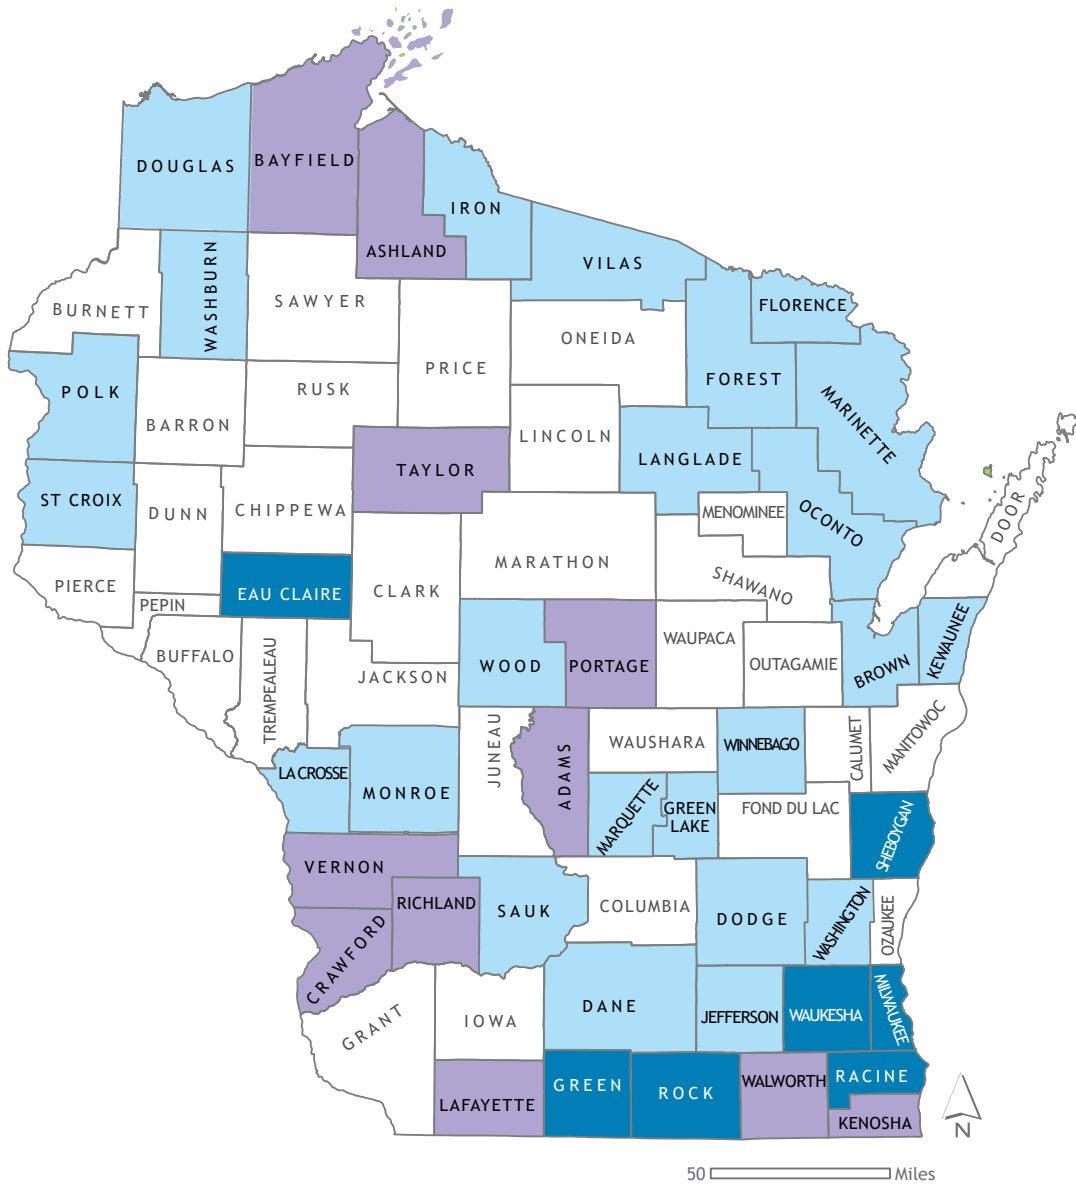 DOUGLAS
BAYFIELD
ASHLAND
IRON
VILAS
WASHBURN
BURNETT
SAWYER
FLORENCE
ONEIDA
PRICE
FOREST
POLK
RUSK
MARINETTE
BARRON
LINCOLN
LANGLADE
TAYLOR
ST CROIX
DUNN
CHIPPEWA
MENOMINEE
OCONTO
DOOR
MARATHON
SHAWANO
PIERCE
EAU CLAIRE
CLARK
PEPIN
WAUPACA
KEWAUNEE
BUFFALO
TREMPEALEAU
JACKSON
WOOD
PORTAGE
OUTAGAMIE
BROWN
JUNEAU
ADAMS
WAUSHARA
WINNEBAGO
CALUMET
MANITOWOC
LA CROSSE
MONROE
MARQUETTE
GREEN
LAKE
FOND DU LAC
SHEBOYGAN
VERNON
RICHLAND
SAUK
COLUMBIA
DODGE
WASHINGTON
OZAUKEE
CRAWFORD
GRANT
IOWA
DANE
JEFFERSON
WAUKESHA
MILWAUKEE
LAFAYETTE
GREEN
ROCK
WALWORTH
RACINE
KENOSHA
N
50 Miles